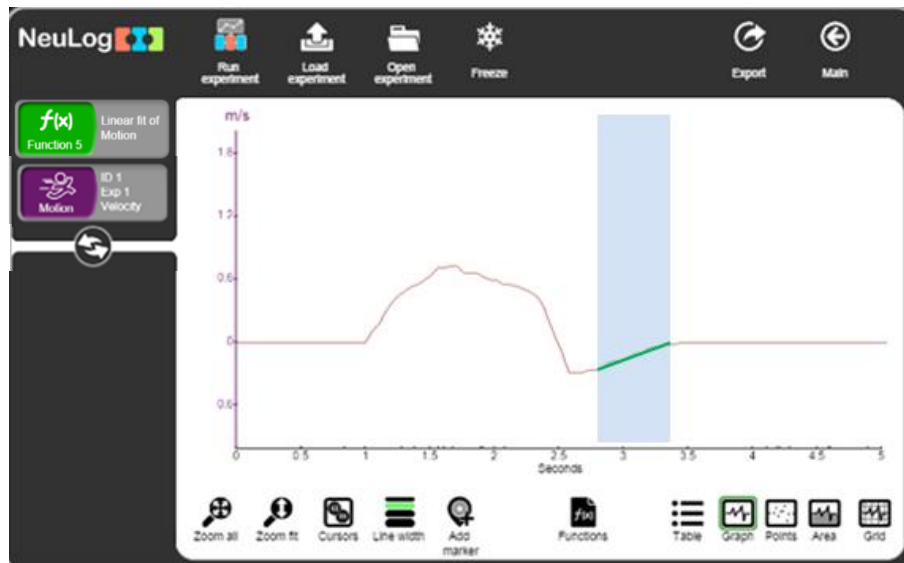 NeuLog
Run
experiment
Load
experiment
Open
experiment
Freeze
Export
Main
f(x)
Function 5
Linear fit of
Motion
Motion
ID 1
Exp 1
Velocity
m/s
1.8
1.2
0.6
0
0.6
0 0.5 1 1.5 2 2.5 3 3.5 4 4.5 5
Seconds
Zoom all
Zoom fit
Cursors
Line width
Add
marker
f(x)
Functions
Table
Graph
Points
Area
Grid